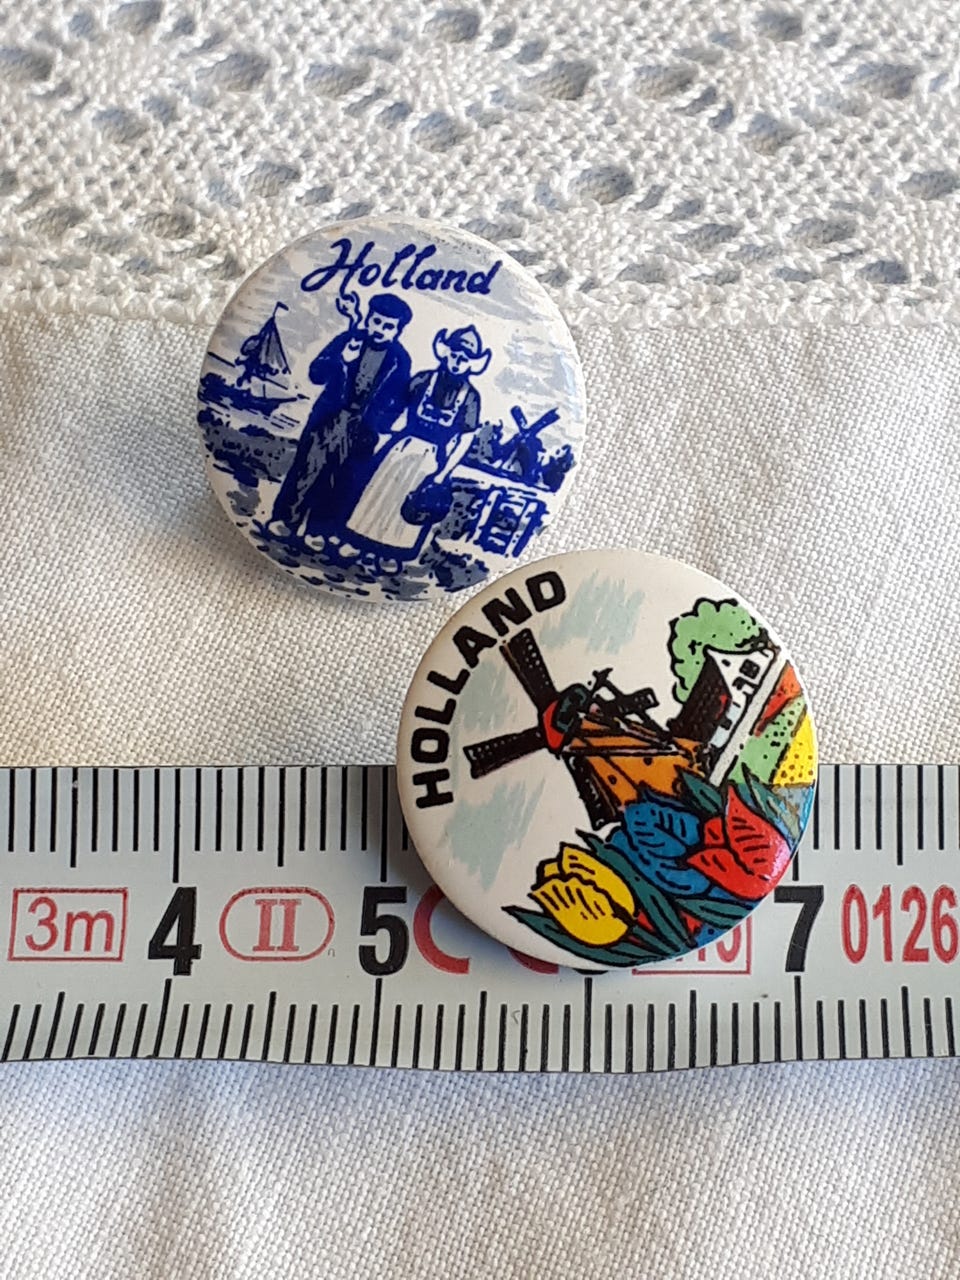 Holland
HOLLAND
3m 4 II 5 7 0126